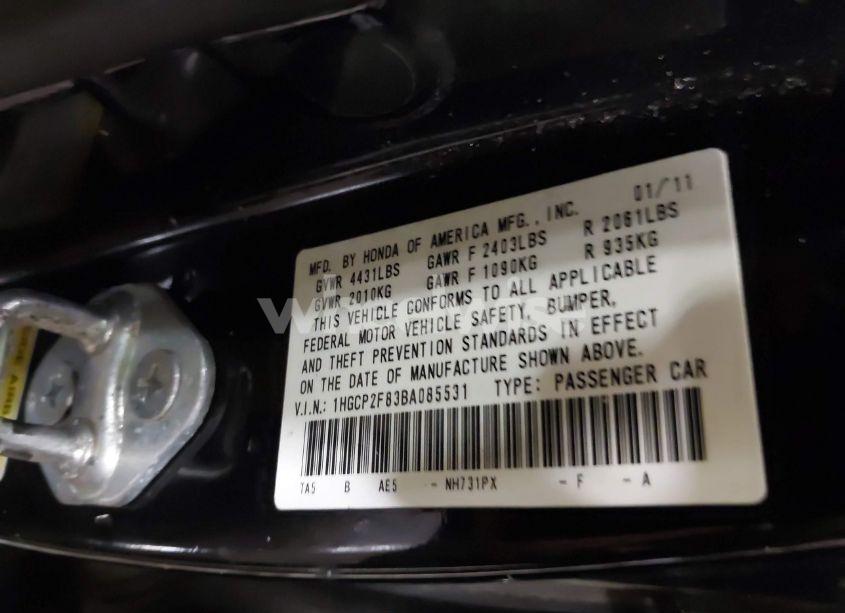 MFD. BY HONDA OF AMERICA MFG., INC. 01/11
GVWR 4431LBS GAWR F 2403LBS R 2061LBS
GVWR 2010KG GAWR F 1090KG R 935KG
THIS VEHICLE CONFORMS TO ALL APPLICABLE
FEDERAL MOTOR VEHICLE SAFETY, BUMPER,
AND THEFT PREVENTION STANDARDS IN EFFECT
ON THE DATE OF MANUFACTURE SHOWN ABOVE.
V.I.N.: 1HGCP2F83BA085531 TYPE: PASSENGER CAR
TA5 B AE5 - NH731PX - F - A